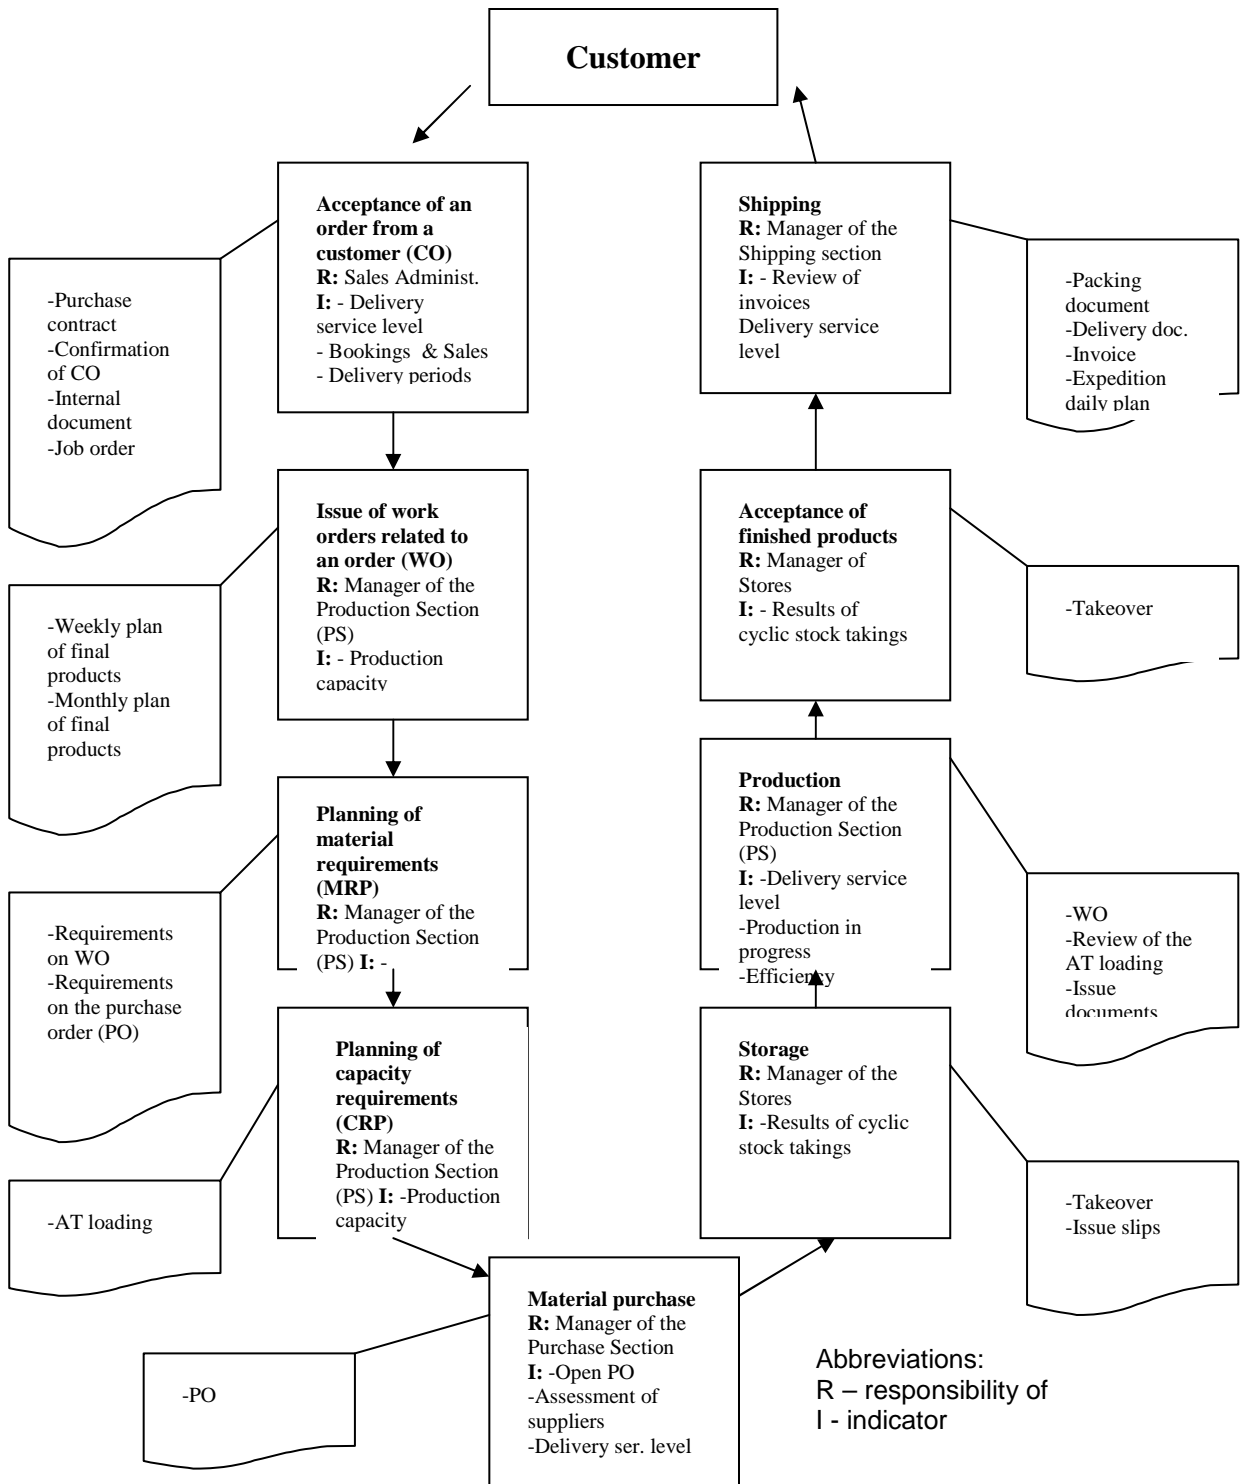 Customer
Acceptance of an
order from a
customer (CO)
R: Sales Administ.
I: - Delivery
service level
- Bookings & Sales
- Delivery periods
-Purchase
contract
-Confirmation
of CO
-Internal
document
-Job order
Issue of work
orders related to
an order (WO)
R: Manager of the
Production Section
(PS)
I: - Production
capacity
-Weekly plan
of final
products
-Monthly plan
of final
products
Planning of
material
requirements
(MRP)
R: Manager of the
Production Section
(PS) I: -
-Requirements
on WO
-Requirements
on the purchase
order (PO)
Planning of
capacity
requirements
(CRP)
R: Manager of the
Production Section
(PS) I: -Production
capacity
-AT loading
Material purchase
R: Manager of the
Purchase Section
I: -Open PO
-Assessment of
suppliers
-Delivery ser. level
-PO
Storage
R: Manager of the
Stores
I: -Results of cyclic
stock takings
-Takeover
-Issue slips
Production
R: Manager of the
Production Section
(PS)
I: -Delivery service
level
-Production in
progress
-Efficiency
-WO
-Review of the
AT loading
-Issue
documents
Acceptance of
finished products
R: Manager of
Stores
I: - Results of
cyclic stock takings
-Takeover
Shipping
R: Manager of the
Shipping section
I: - Review of
invoices
Delivery service
level
-Packing
document
-Delivery doc.
-Invoice
-Expedition
daily plan
Abbreviations:
R – responsibility of
I - indicator